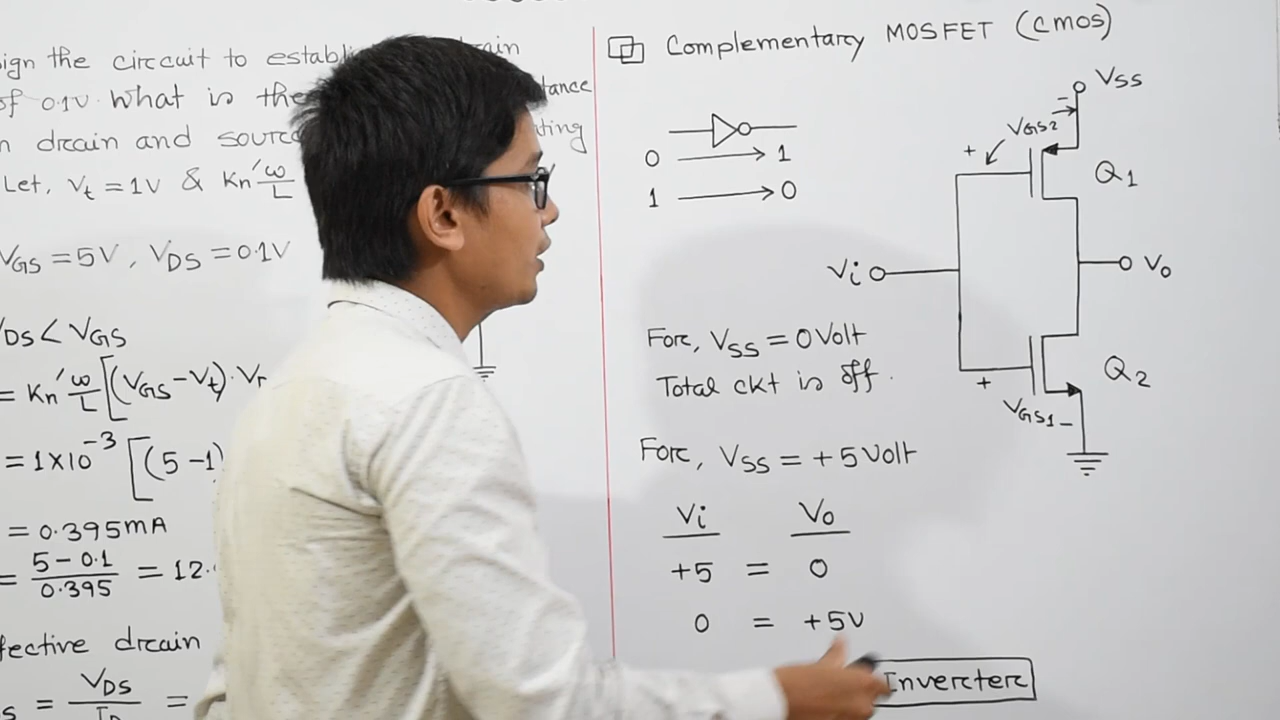 ign the circuit to establ rain
of 0.1V. What is the tance
n drain and sourc ting
Let, Vt = 1V & Kn' ω/L
VGS = 5V, VDS = 0.1V
VDS < VGS
= Kn' ω/L [(VGS - Vt) · V
= 1×10⁻³ [(5-1)
= 0.395mA
= (5-0.1)/0.395 = 12.
fective drain
s = VDS/ID =
Complementary MOSFET (CMOS)
0 → 1
1 → 0
VSS
-
VGS2
+
Q1
Vi
Vo
+
VGS1 -
Q2
For, VSS = 0 Volt
Total ckt is off.
For, VSS = +5 Volt
Vi Vo
+5 = 0
0 = +5V
Inverter